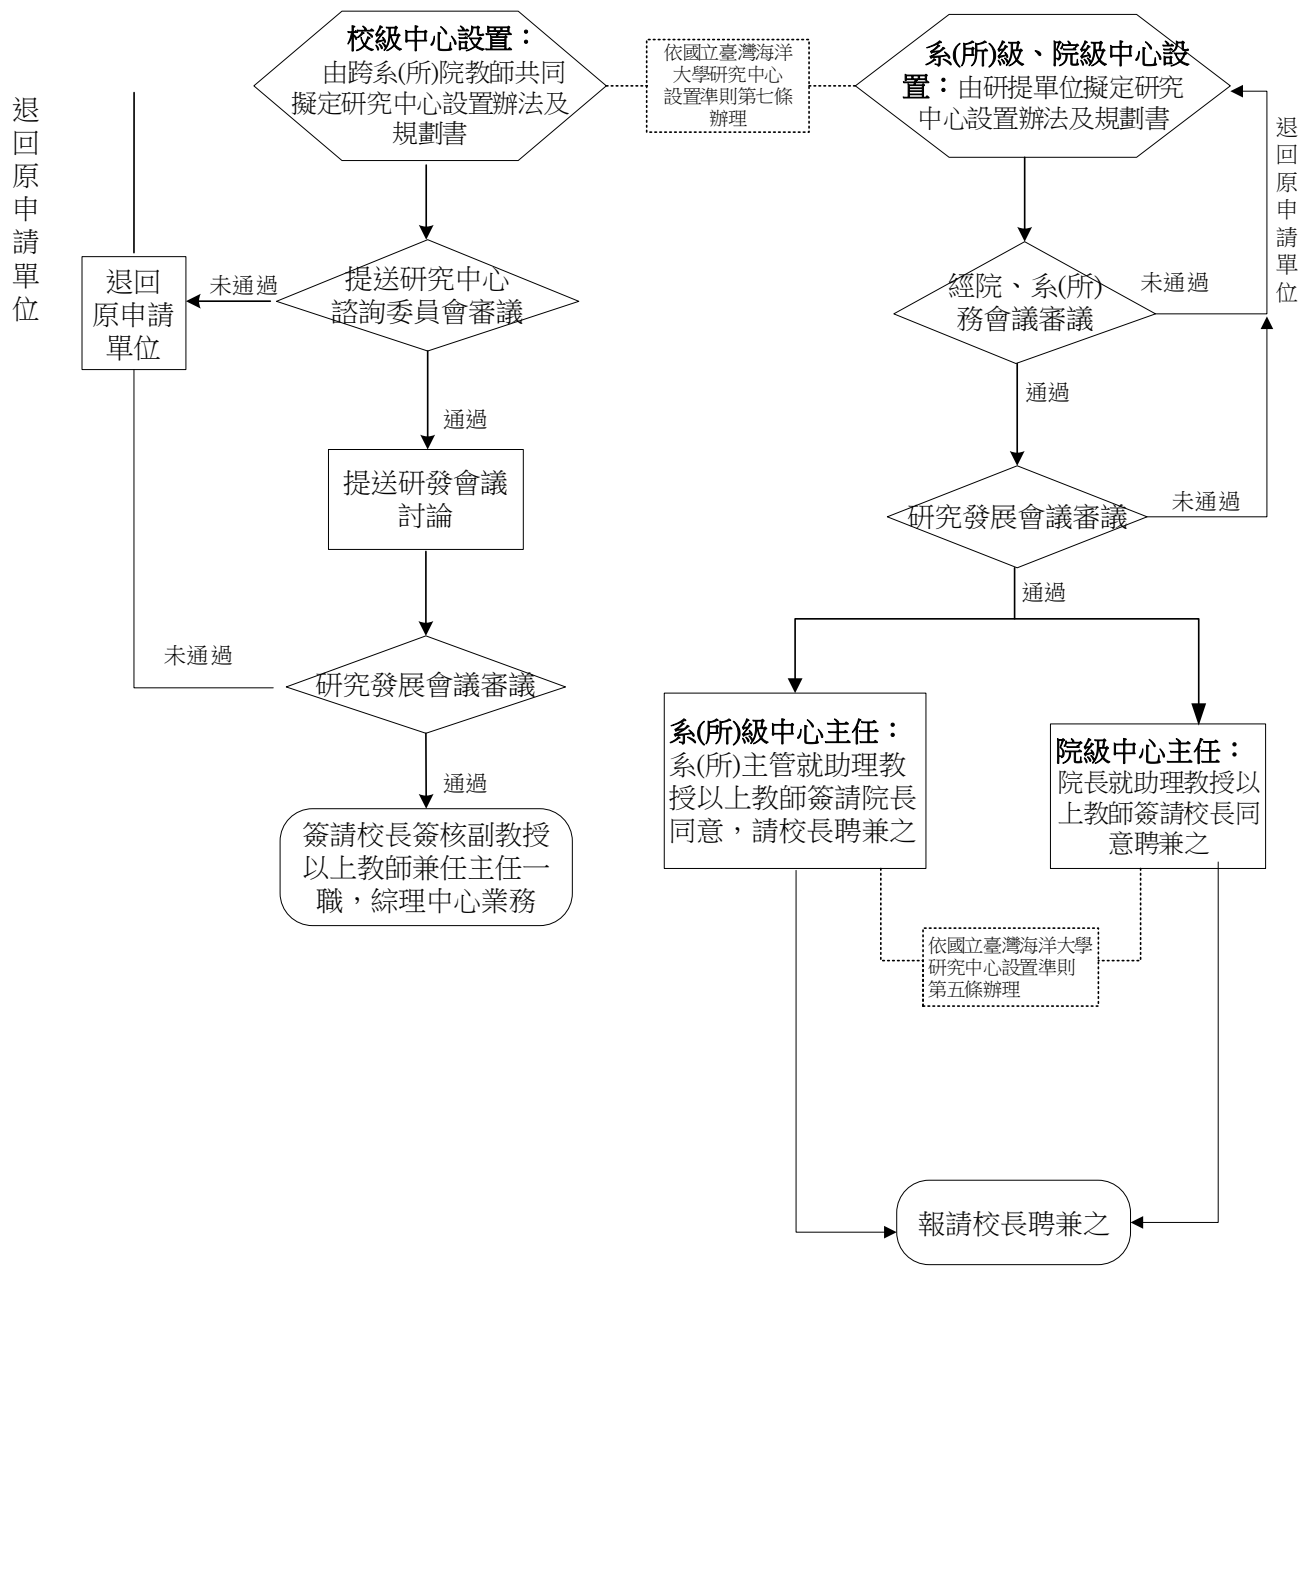 校級中心設置：
由跨系(所)院教師共同
擬定研究中心設置辦法及
規劃書
依國立臺灣海洋
大學研究中心
設置準則第七條
辦理
系(所)級、院級中心設
置：由研提單位擬定研究
中心設置辦法及規劃書
退回原申請單位
退回原申請單位
退回
原申請
單位
未通過
提送研究中心
諮詢委員會審議
經院、系(所)
務會議審議
未通過
通過
通過
提送研發會議
討論
研究發展會議審議
未通過
通過
未通過
研究發展會議審議
通過
簽請校長簽核副教授
以上教師兼任主任一
職，綜理中心業務
系(所)級中心主任：
系(所)主管就助理教
授以上教師簽請院長
同意，請校長聘兼之
院級中心主任：
院長就助理教授以
上教師簽請校長同
意聘兼之
依國立臺灣海洋大學
研究中心設置準則
第五條辦理
報請校長聘兼之